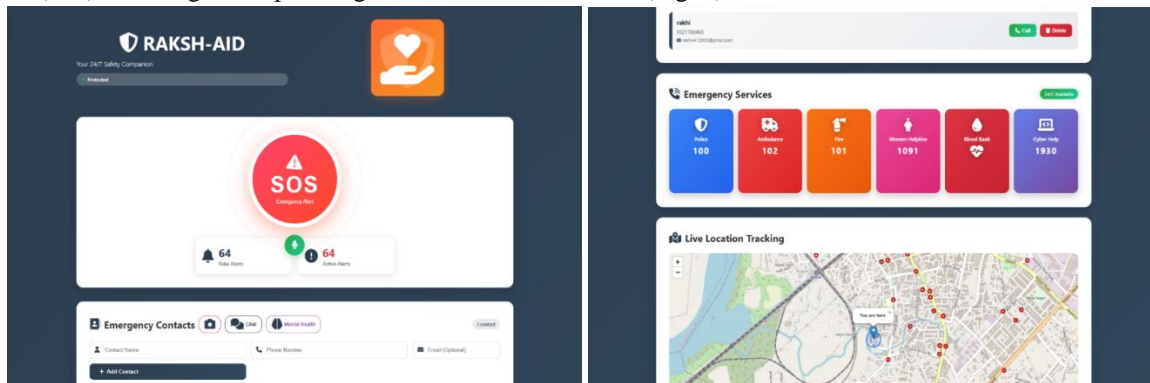 RAKSH-AID
Your 24/7 Safety Companion
Protected
SOS
Emergency Alert
64
Total Alerts
64
Active Alerts
Emergency Contacts
Chat
Mental Health
1 contact
Contact Name
Phone Number
Email (Optional)
+ Add Contact
rakhi
Call
Delete
Emergency Services
24/7 Available
Police
100
Ambulance
102
Fire
101
Women Helpline
1091
Blood Bank
Cyber Help
1930
Live Location Tracking
+
−
You are here